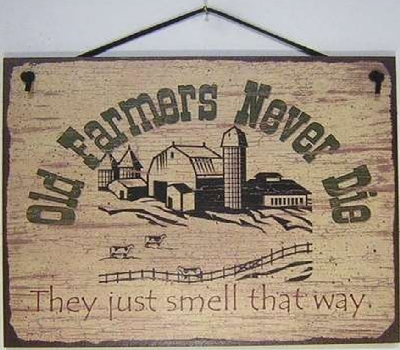 Old Farmers Never Die
They just smell that way.